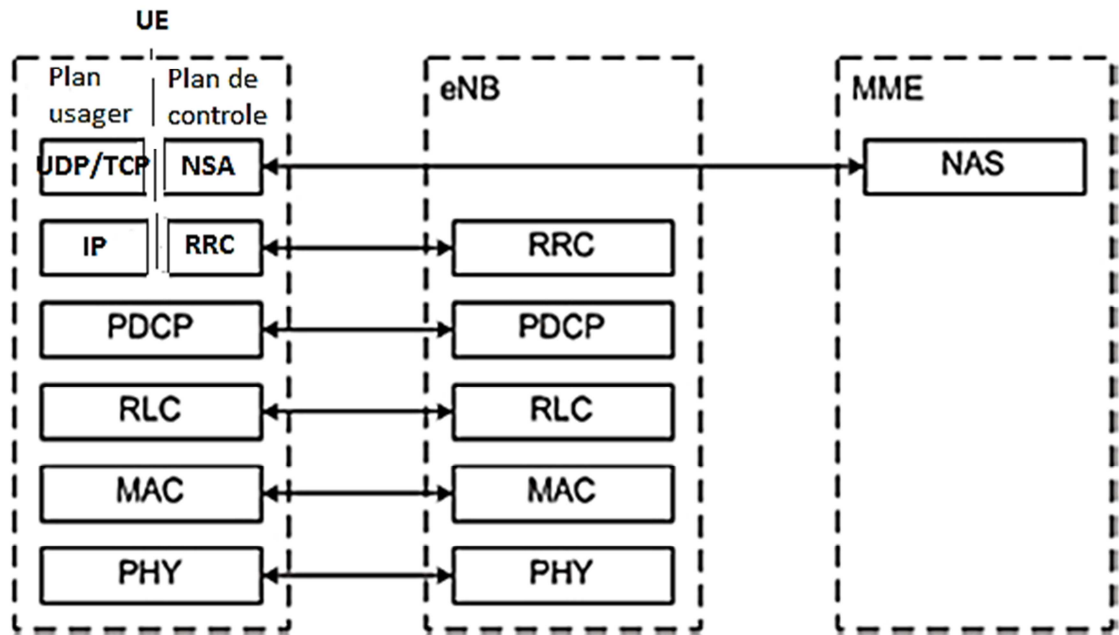 UE
Plan
usager
Plan de
controle
UDP/TCP
NSA
IP
RRC
PDCP
RLC
MAC
PHY
eNB
RRC
PDCP
RLC
MAC
PHY
MME
NAS